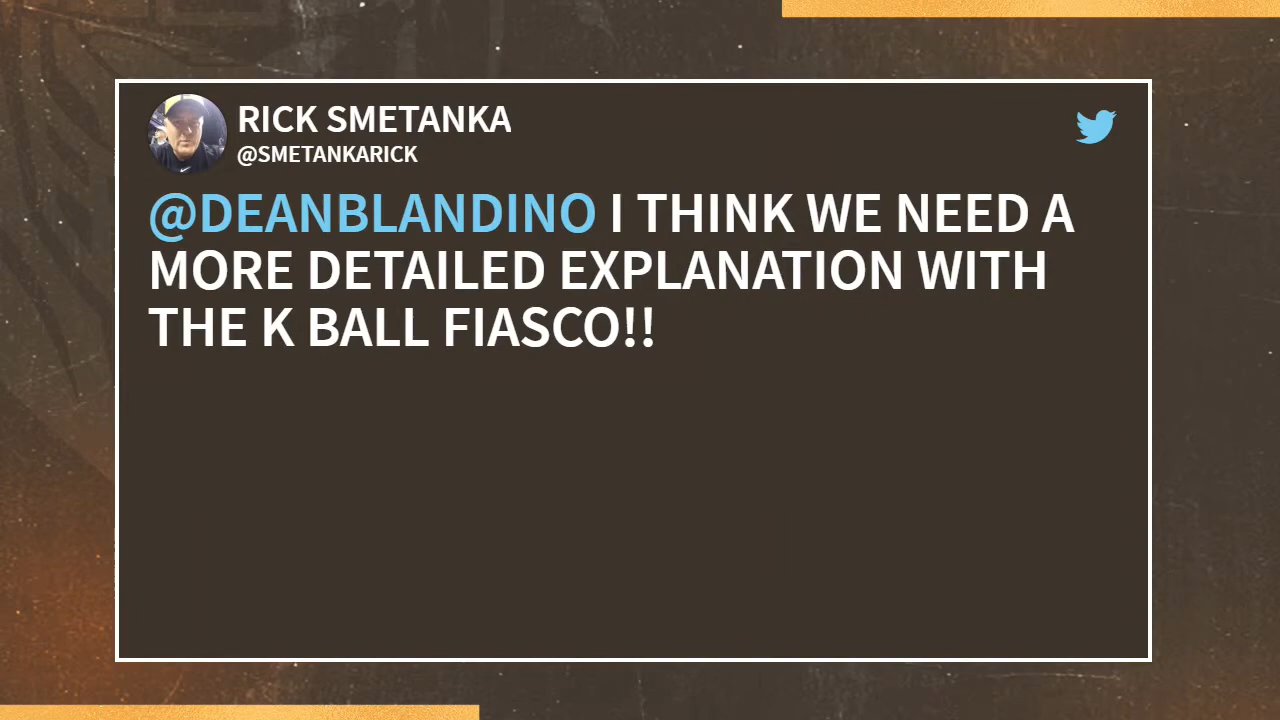 RICK SMETANKA
@SMETANKARICK
@DEANBLANDINO I THINK WE NEED A
MORE DETAILED EXPLANATION WITH
THE K BALL FIASCO!!